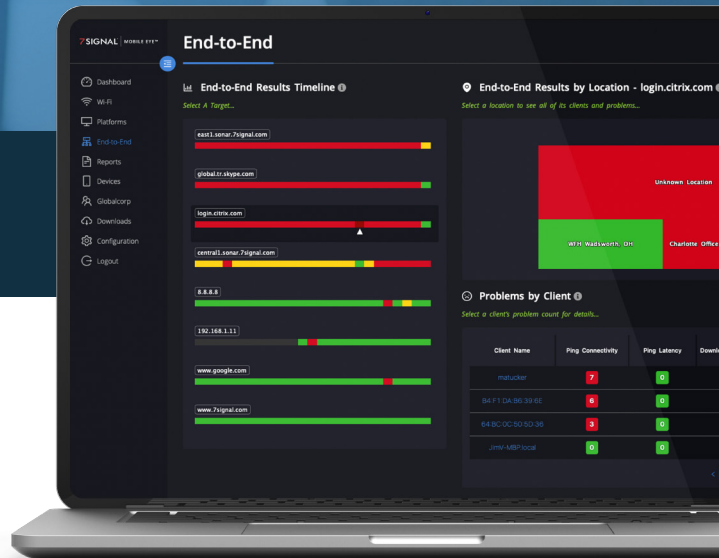 7SIGNAL | MOBILE EYE™
End-to-End
Dashboard
Wi-Fi
Platforms
End-to-End
Reports
Devices
Globalcorp
Downloads
Configuration
Logout
End-to-End Results Timeline
Select A Target...
east1.sonar.7signal.com
global.tr.skype.com
login.citrix.com
central1.sonar.7signal.com
8.8.8.8
192.168.1.11
www.google.com
www.7signal.com
End-to-End Results by Location - login.citrix.com
Select a location to see all of its clients and problems...
Unknown Location
WFH Wadsworth, OH
Charlotte Office
Problems by Client
Select a client's problem count for details...
Client Name Ping Connectivity Ping Latency Downl
matucker 7 0
B4:F1:DA:B6:39:6E 6 0
64:BC:0C:50:5D:36 3 0
JimV-MBP.local 0 0